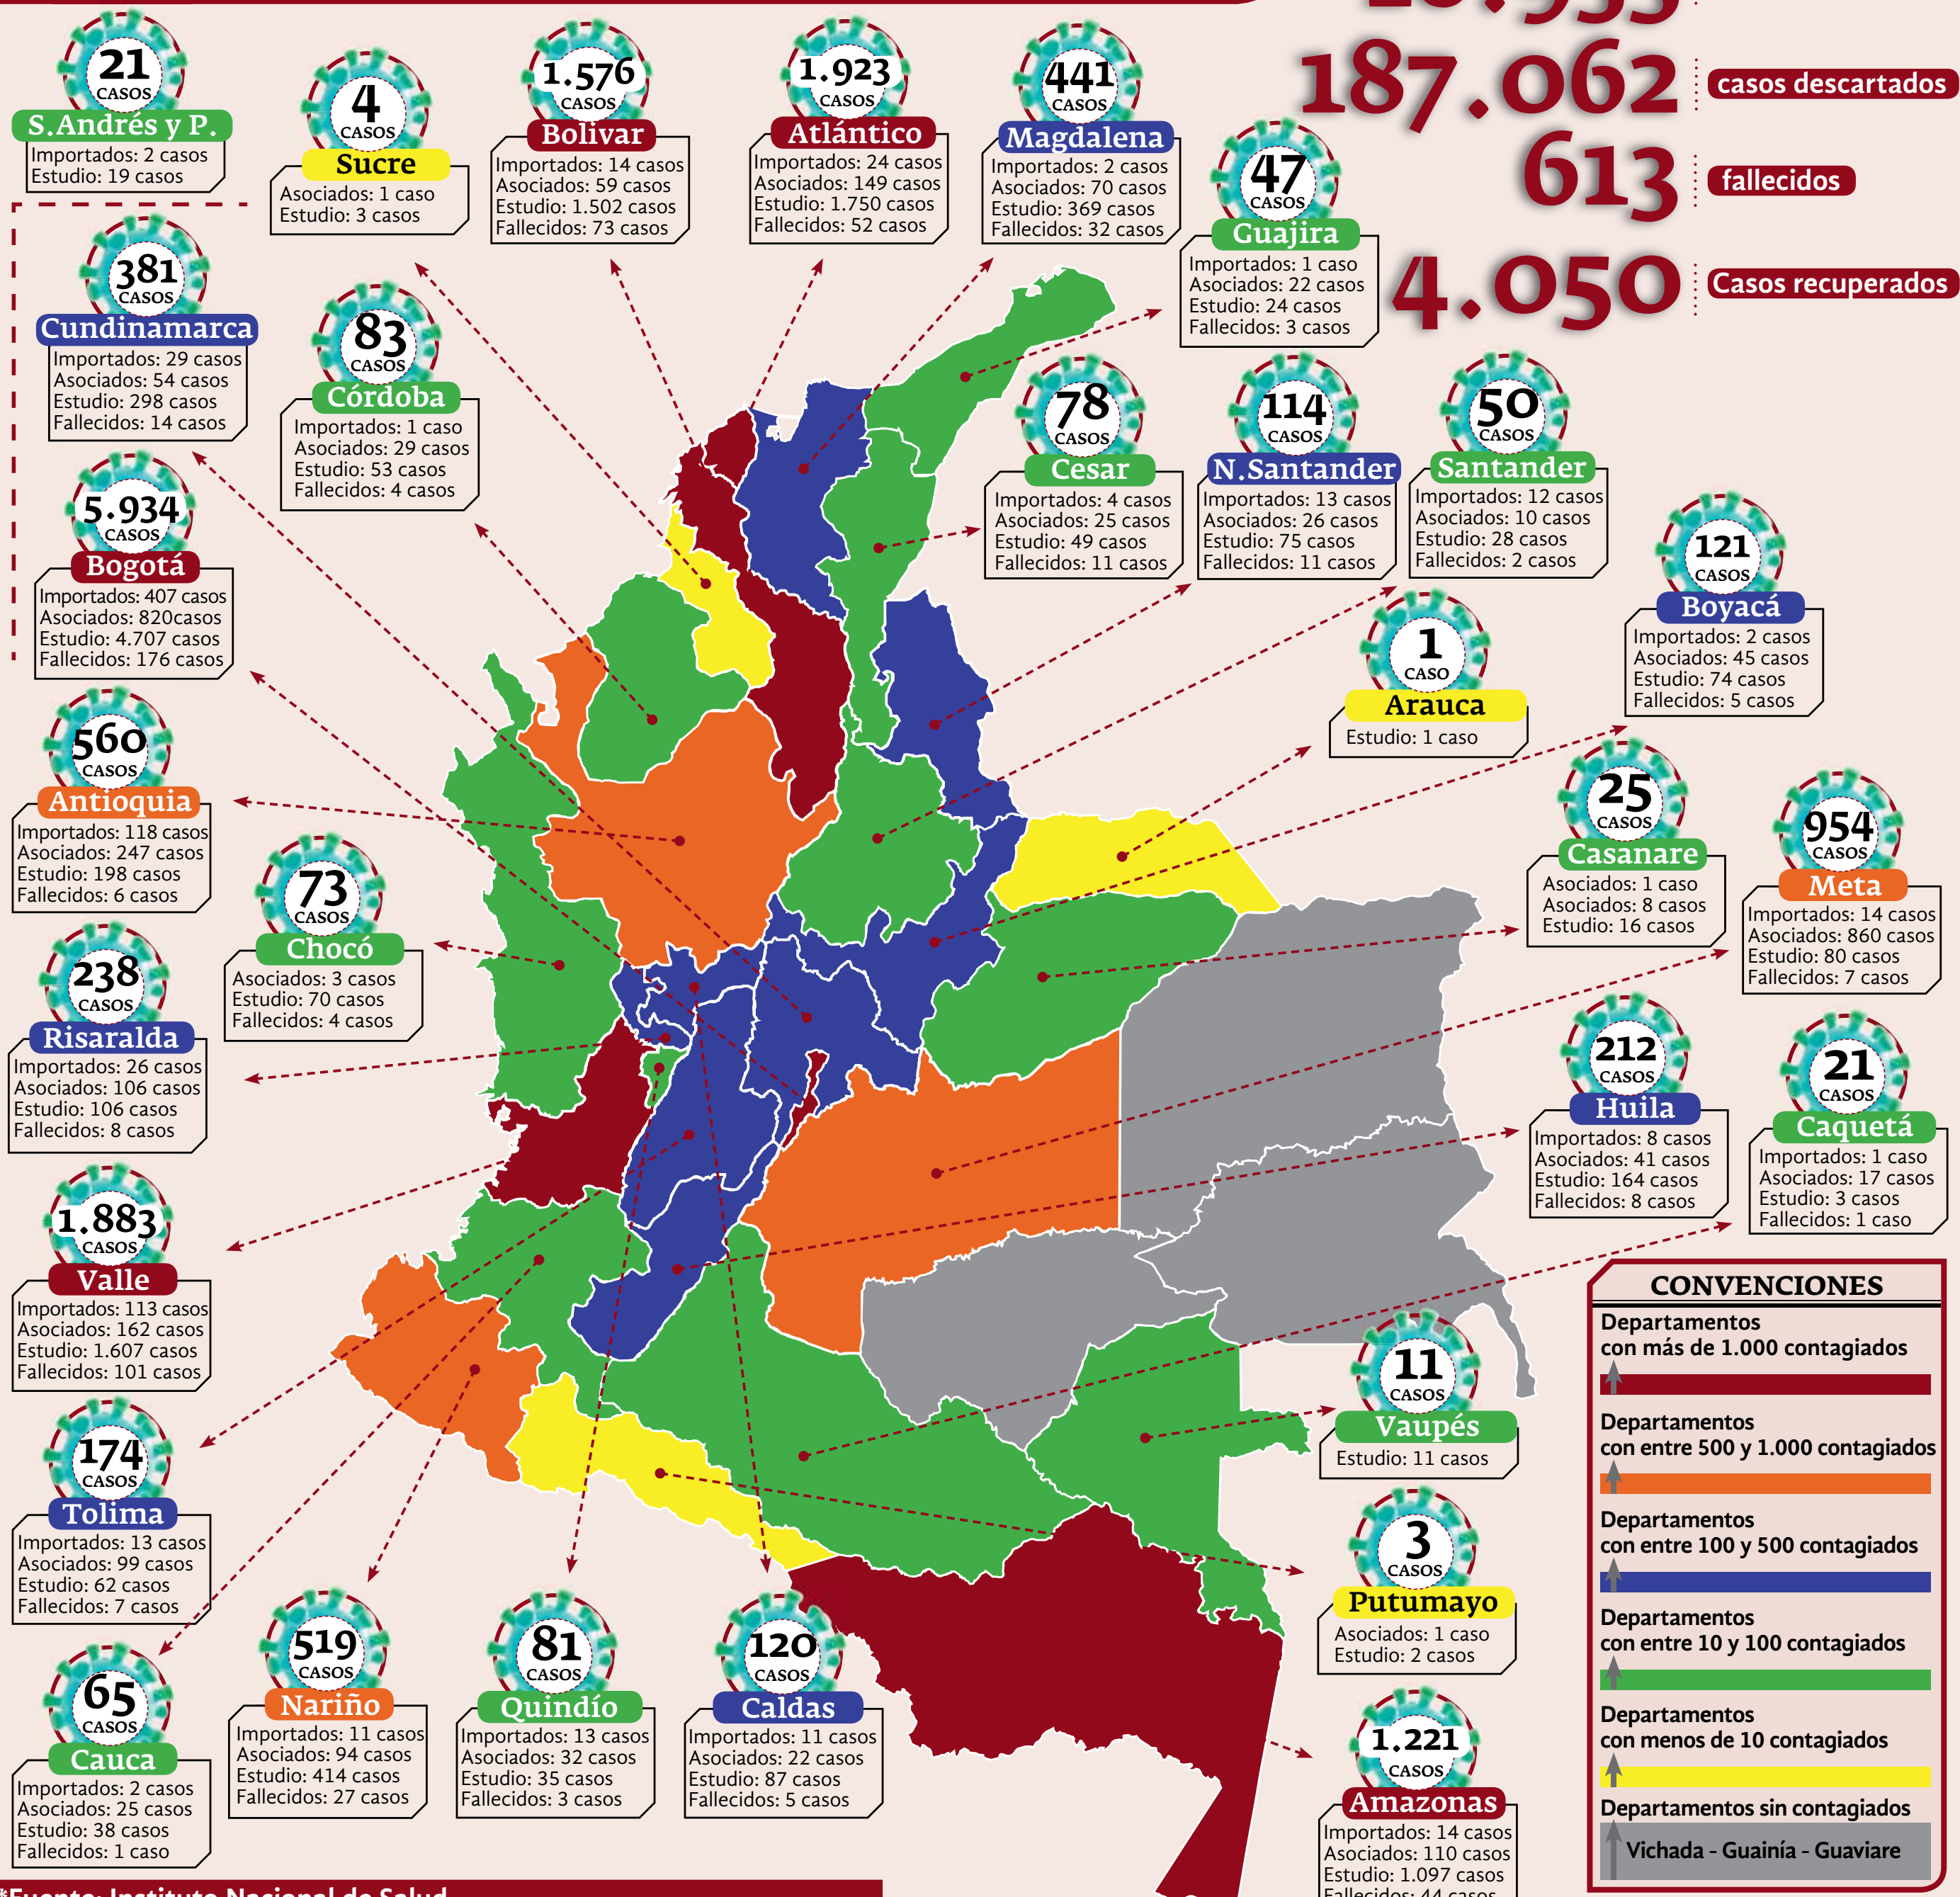 187.062 casos descartados
613 fallecidos
4.050 Casos recuperados
21
CASOS
S.Andrés y P.
Importados: 2 casos
Estudio: 19 casos
4
CASOS
Sucre
Asociados: 1 caso
Estudio: 3 casos
1.576
CASOS
Bolivar
Importados: 14 casos
Asociados: 59 casos
Estudio: 1.502 casos
Fallecidos: 73 casos
1.923
CASOS
Atlántico
Importados: 24 casos
Asociados: 149 casos
Estudio: 1.750 casos
Fallecidos: 52 casos
441
CASOS
Magdalena
Importados: 2 casos
Asociados: 70 casos
Estudio: 369 casos
Fallecidos: 32 casos
47
CASOS
Guajira
Importados: 1 caso
Asociados: 22 casos
Estudio: 24 casos
Fallecidos: 3 casos
381
CASOS
Cundinamarca
Importados: 29 casos
Asociados: 54 casos
Estudio: 298 casos
Fallecidos: 14 casos
83
CASOS
Córdoba
Importados: 1 caso
Asociados: 29 casos
Estudio: 53 casos
Fallecidos: 4 casos
78
CASOS
Cesar
Importados: 4 casos
Asociados: 25 casos
Estudio: 49 casos
Fallecidos: 11 casos
114
CASOS
N.Santander
Importados: 13 casos
Asociados: 26 casos
Estudio: 75 casos
Fallecidos: 11 casos
50
CASOS
Santander
Importados: 12 casos
Asociados: 10 casos
Estudio: 28 casos
Fallecidos: 2 casos
121
CASOS
Boyacá
Importados: 2 casos
Asociados: 45 casos
Estudio: 74 casos
Fallecidos: 5 casos
5.934
CASOS
Bogotá
Importados: 407 casos
Asociados: 820casos
Estudio: 4.707 casos
Fallecidos: 176 casos
1
CASO
Arauca
Estudio: 1 caso
560
CASOS
Antioquia
Importados: 118 casos
Asociados: 247 casos
Estudio: 198 casos
Fallecidos: 6 casos
25
CASOS
Casanare
Asociados: 1 caso
Asociados: 8 casos
Estudio: 16 casos
954
CASOS
Meta
Importados: 14 casos
Asociados: 860 casos
Estudio: 80 casos
Fallecidos: 7 casos
73
CASOS
Chocó
Asociados: 3 casos
Estudio: 70 casos
Fallecidos: 4 casos
238
CASOS
Risaralda
Importados: 26 casos
Asociados: 106 casos
Estudio: 106 casos
Fallecidos: 8 casos
212
CASOS
Huila
Importados: 8 casos
Asociados: 41 casos
Estudio: 164 casos
Fallecidos: 8 casos
21
CASOS
Caquetá
Importados: 1 caso
Asociados: 17 casos
Estudio: 3 casos
Fallecidos: 1 caso
1.883
CASOS
Valle
Importados: 113 casos
Asociados: 162 casos
Estudio: 1.607 casos
Fallecidos: 101 casos
174
CASOS
Tolima
Importados: 13 casos
Asociados: 99 casos
Estudio: 62 casos
Fallecidos: 7 casos
11
CASOS
Vaupés
Estudio: 11 casos
3
CASOS
Putumayo
Asociados: 1 caso
Estudio: 2 casos
65
CASOS
Cauca
Importados: 2 casos
Asociados: 25 casos
Estudio: 38 casos
Fallecido: 1 caso
519
CASOS
Nariño
Importados: 11 casos
Asociados: 94 casos
Estudio: 414 casos
Fallecidos: 27 casos
81
CASOS
Quindío
Importados: 13 casos
Asociados: 32 casos
Estudio: 35 casos
Fallecidos: 3 casos
120
CASOS
Caldas
Importados: 11 casos
Asociados: 22 casos
Estudio: 87 casos
Fallecidos: 5 casos
1.221
CASOS
Amazonas
Importados: 14 casos
Asociados: 110 casos
Estudio: 1.097 casos
Fallecidos: 44 casos
CONVENCIONES
Departamentos
con más de 1.000 contagiados
Departamentos
con entre 500 y 1.000 contagiados
Departamentos
con entre 100 y 500 contagiados
Departamentos
con entre 10 y 100 contagiados
Departamentos
con menos de 10 contagiados
Departamentos sin contagiados
Vichada - Guainía - Guaviare
*Fuente: Instituto Nacional de Salud